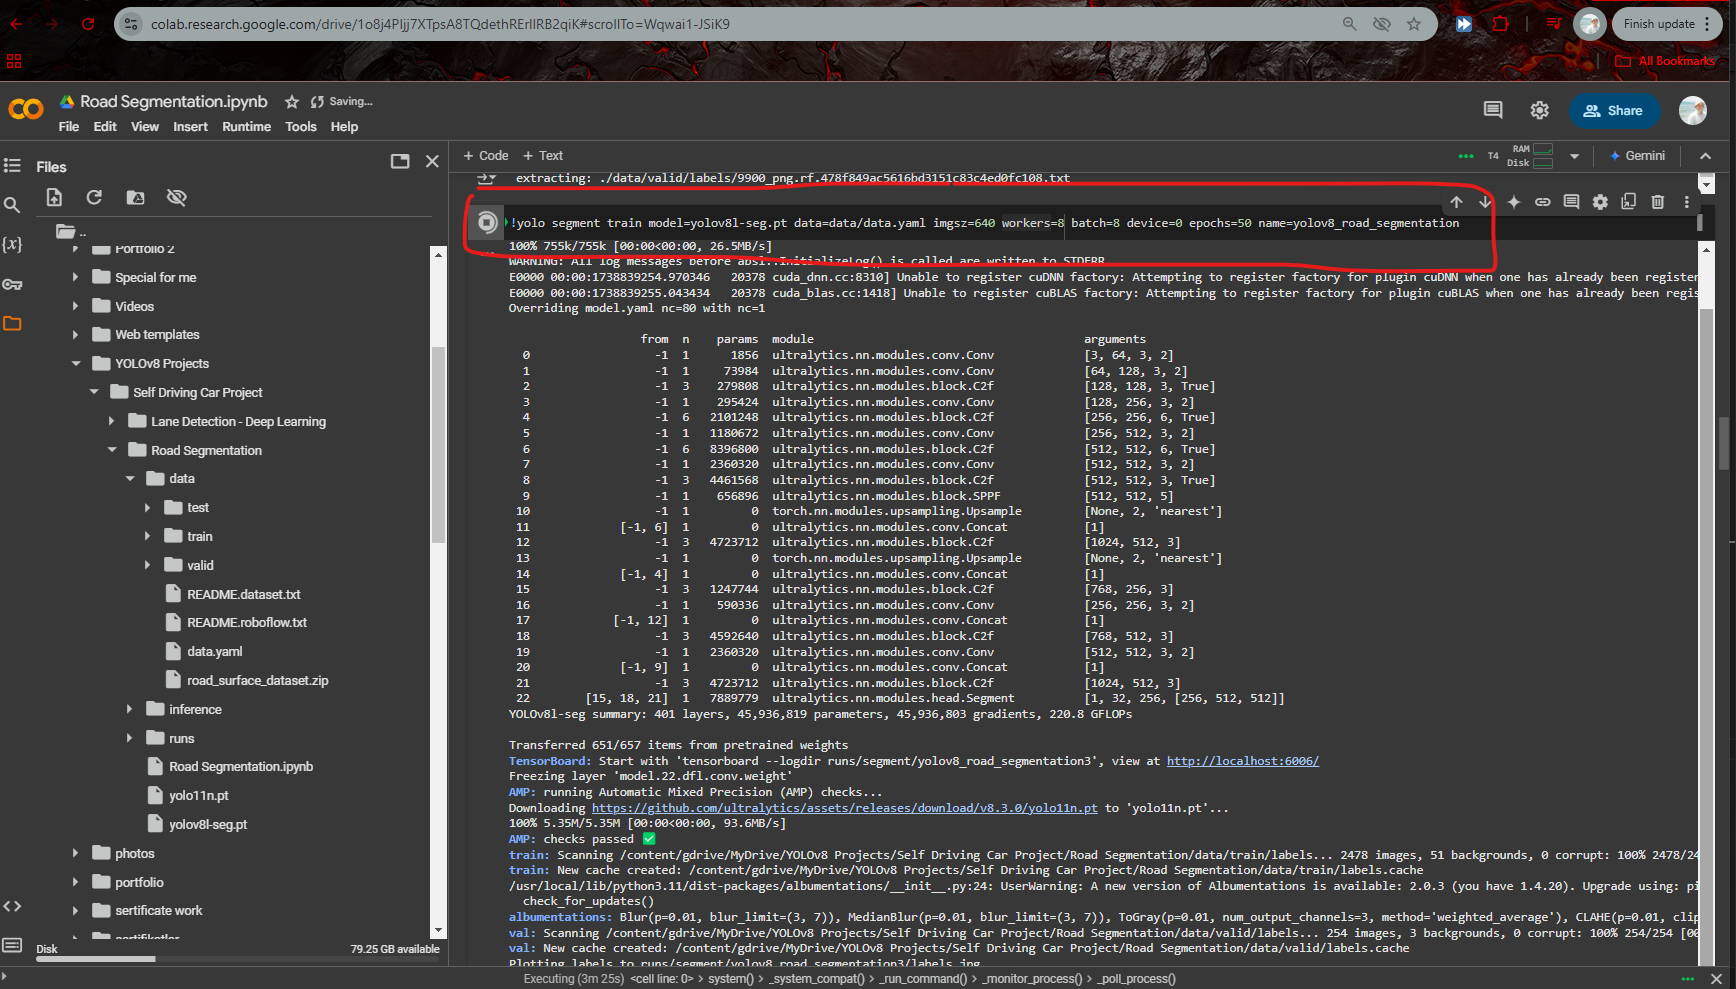 colab.research.google.com/drive/1o8j4PIjj7XTpsA8TQdethRErIIRB2qiK#scrollTo=Wqwai1-JSiK9
Finish update
All Bookmarks
CO
Road Segmentation.ipynb
Saving...
File Edit View Insert Runtime Tools Help
Share
Files
+ Code + Text
T4
RAM
Disk
Gemini
..
Portfolio 2
Special for me
Videos
Web templates
YOLOv8 Projects
Self Driving Car Project
Lane Detection - Deep Learning
Road Segmentation
data
test
train
valid
README.dataset.txt
README.roboflow.txt
data.yaml
road_surface_dataset.zip
inference
runs
Road Segmentation.ipynb
yolo11n.pt
yolov8l-seg.pt
photos
portfolio
sertificate work
sertifikatlar
Disk 79.25 GB available
extracting: ./data/valid/labels/9900_png.rf.478f849ac5616bd3151c83c4ed0fc108.txt
!yolo segment train model=yolov8l-seg.pt data=data/data.yaml imgsz=640 workers=8 batch=8 device=0 epochs=50 name=yolov8_road_segmentation
100% 755k/755k [00:00<00:00, 26.5MB/s]
WARNING: All log messages before absl::InitializeLog() is called are written to STDERR
E0000 00:00:1738839254.970346   20378 cuda_dnn.cc:8310] Unable to register cuDNN factory: Attempting to register factory for plugin cuDNN when one has already been register
E0000 00:00:1738839255.043434   20378 cuda_blas.cc:1418] Unable to register cuBLAS factory: Attempting to register factory for plugin cuBLAS when one has already been regis
Overriding model.yaml nc=80 with nc=1
from n params module arguments
0 -1 1 1856 ultralytics.nn.modules.conv.Conv [3, 64, 3, 2]
1 -1 1 73984 ultralytics.nn.modules.conv.Conv [64, 128, 3, 2]
2 -1 3 279808 ultralytics.nn.modules.block.C2f [128, 128, 3, True]
3 -1 1 295424 ultralytics.nn.modules.conv.Conv [128, 256, 3, 2]
4 -1 6 2101248 ultralytics.nn.modules.block.C2f [256, 256, 6, True]
5 -1 1 1180672 ultralytics.nn.modules.conv.Conv [256, 512, 3, 2]
6 -1 6 8396800 ultralytics.nn.modules.block.C2f [512, 512, 6, True]
7 -1 1 2360320 ultralytics.nn.modules.conv.Conv [512, 512, 3, 2]
8 -1 3 4461568 ultralytics.nn.modules.block.C2f [512, 512, 3, True]
9 -1 1 656896 ultralytics.nn.modules.block.SPPF [512, 512, 5]
10 -1 1 0 torch.nn.modules.upsampling.Upsample [None, 2, 'nearest']
11 [-1, 6] 1 0 ultralytics.nn.modules.conv.Concat [1]
12 -1 3 4723712 ultralytics.nn.modules.block.C2f [1024, 512, 3]
13 -1 1 0 torch.nn.modules.upsampling.Upsample [None, 2, 'nearest']
14 [-1, 4] 1 0 ultralytics.nn.modules.conv.Concat [1]
15 -1 3 1247744 ultralytics.nn.modules.block.C2f [768, 256, 3]
16 -1 1 590336 ultralytics.nn.modules.conv.Conv [256, 256, 3, 2]
17 [-1, 12] 1 0 ultralytics.nn.modules.conv.Concat [1]
18 -1 3 4592640 ultralytics.nn.modules.block.C2f [768, 512, 3]
19 -1 1 2360320 ultralytics.nn.modules.conv.Conv [512, 512, 3, 2]
20 [-1, 9] 1 0 ultralytics.nn.modules.conv.Concat [1]
21 -1 3 4723712 ultralytics.nn.modules.block.C2f [1024, 512, 3]
22 [15, 18, 21] 1 7889779 ultralytics.nn.modules.head.Segment [1, 32, 256, [256, 512, 512]]
YOLOv8l-seg summary: 401 layers, 45,936,819 parameters, 45,936,803 gradients, 220.8 GFLOPs
Transferred 651/657 items from pretrained weights
TensorBoard: Start with 'tensorboard --logdir runs/segment/yolov8_road_segmentation3', view at http://localhost:6006/
Freezing layer 'model.22.dfl.conv.weight'
AMP: running Automatic Mixed Precision (AMP) checks...
Downloading https://github.com/ultralytics/assets/releases/download/v8.3.0/yolo11n.pt to 'yolo11n.pt'...
100% 5.35M/5.35M [00:00<00:00, 93.6MB/s]
AMP: checks passed ✅
train: Scanning /content/gdrive/MyDrive/YOLOv8 Projects/Self Driving Car Project/Road Segmentation/data/train/labels... 2478 images, 51 backgrounds, 0 corrupt: 100% 2478/24
train: New cache created: /content/gdrive/MyDrive/YOLOv8 Projects/Self Driving Car Project/Road Segmentation/data/train/labels.cache
/usr/local/lib/python3.11/dist-packages/albumentations/__init__.py:24: UserWarning: A new version of Albumentations is available: 2.0.3 (you have 1.4.20). Upgrade using: pi
check_for_updates()
albumentations: Blur(p=0.01, blur_limit=(3, 7)), MedianBlur(p=0.01, blur_limit=(3, 7)), ToGray(p=0.01, num_output_channels=3, method='weighted_average'), CLAHE(p=0.01, clip
val: Scanning /content/gdrive/MyDrive/YOLOv8 Projects/Self Driving Car Project/Road Segmentation/data/valid/labels... 254 images, 3 backgrounds, 0 corrupt: 100% 254/254 [00
val: New cache created: /content/gdrive/MyDrive/YOLOv8 Projects/Self Driving Car Project/Road Segmentation/data/valid/labels.cache
Plotting labels to runs/segment/yolov8_road_segmentation3/labels.jpg...
Executing (3m 25s) <cell line: 0> > system() > _system_compat() > _run_command() > _monitor_process() > _poll_process()